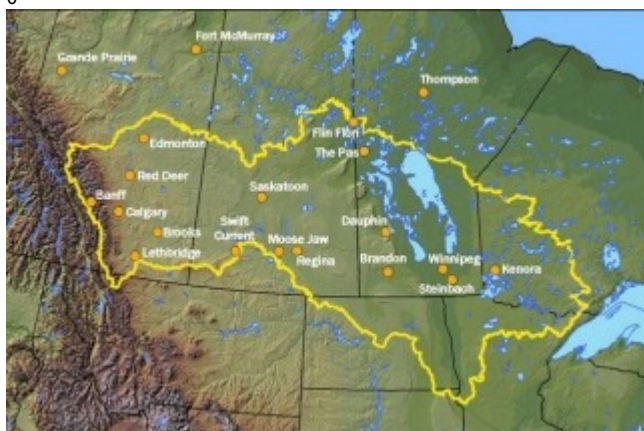 Fort McMurray
Grande Prairie
Thompson
Flin Flon
Edmonton
The Pas
Red Deer
Saskatoon
Banff
Calgary
Swift
Current
Brooks
Moose Jaw
Dauphin
Lethbridge
Regina
Brandon
Winnipeg
Kenora
Steinbach